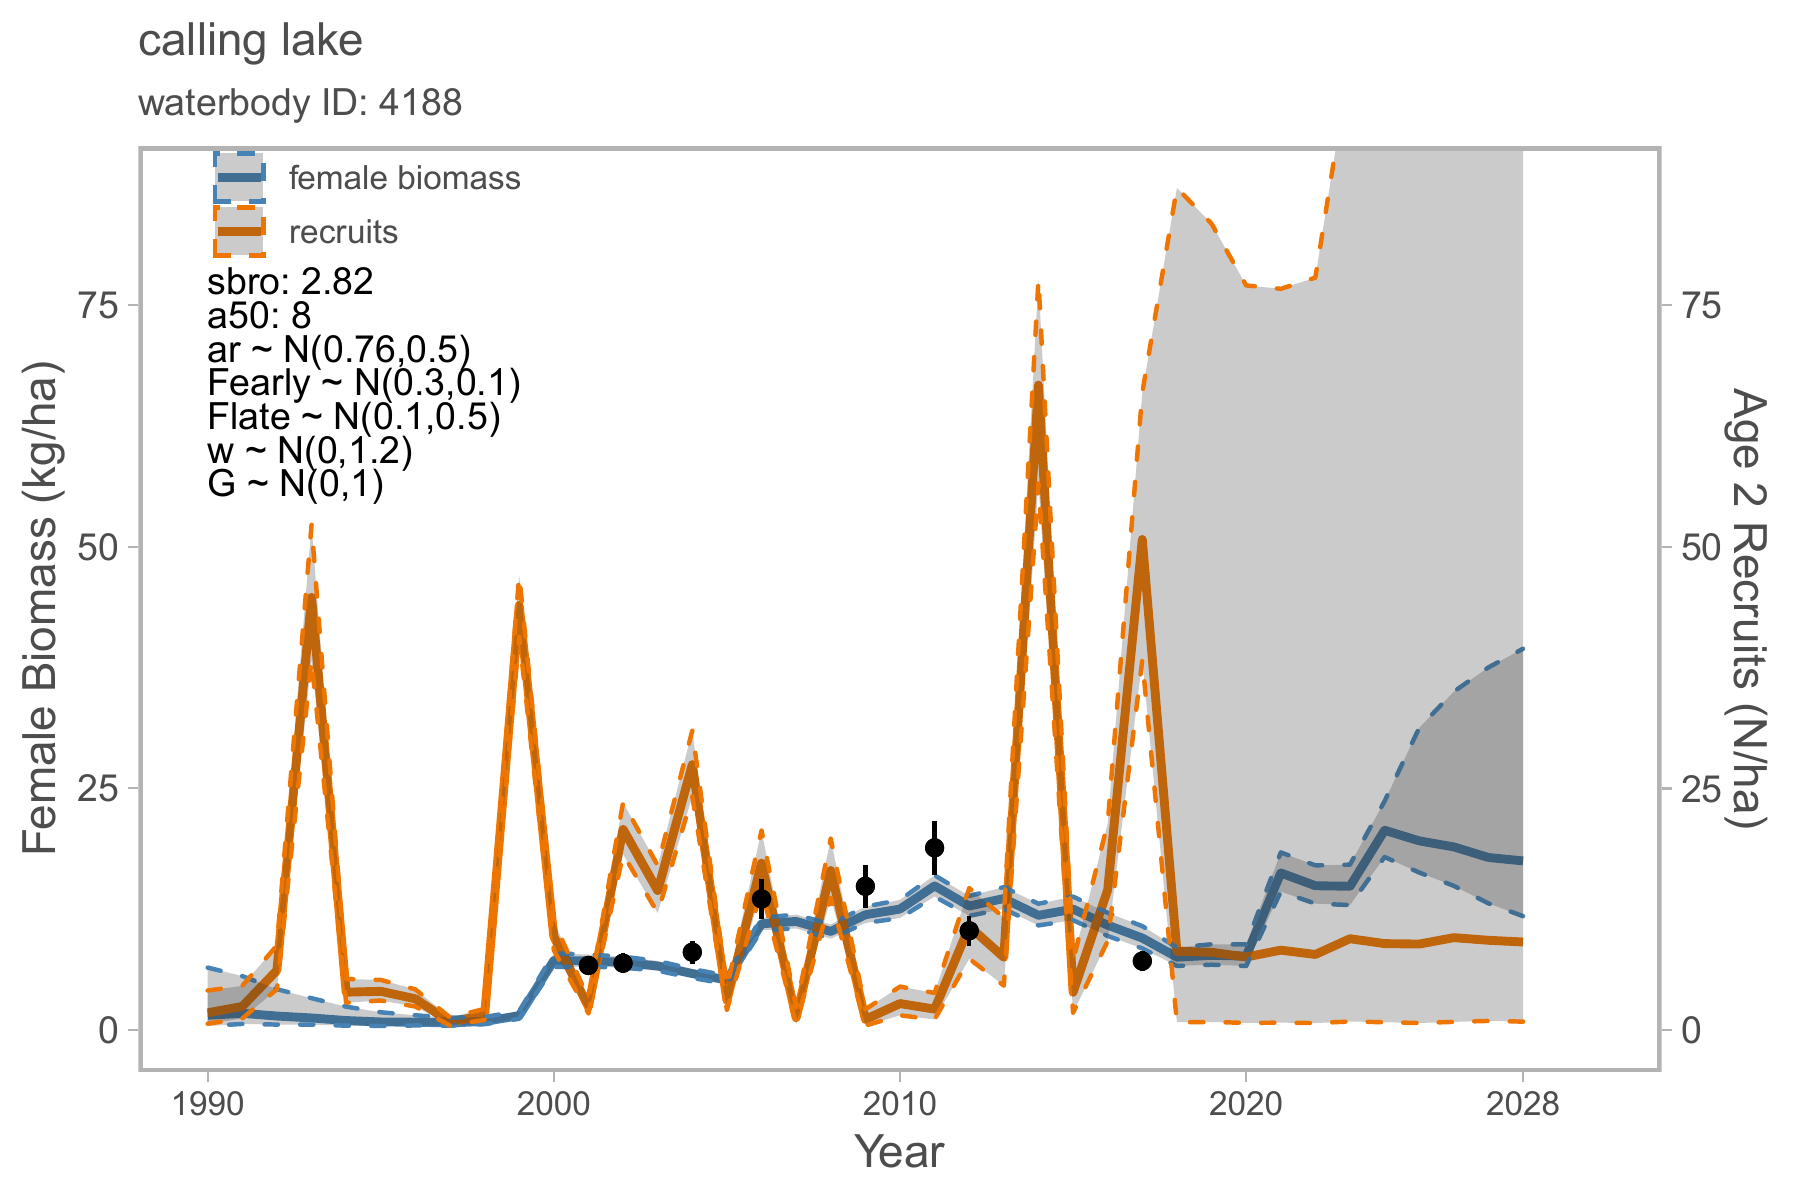 calling lake
waterbody ID: 4188
female biomass
recruits
sbro: 2.82
a50: 8
ar ~ N(0.76,0.5)
Fearly ~ N(0.3,0.1)
Flate ~ N(0.1,0.5)
w ~ N(0,1.2)
G ~ N(0,1)
Female Biomass (kg/ha)
75
50
25
0
75
50
25
0
Age 2 Recruits (N/ha)
1990 2000 2010 2020 2028
Year